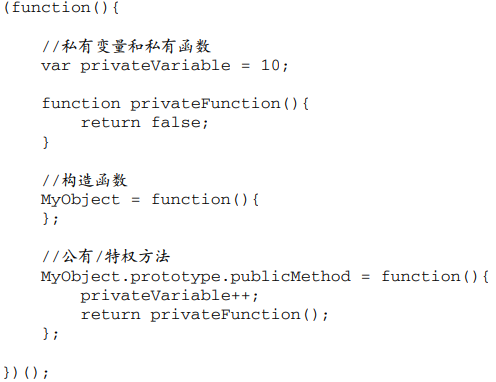 (function(){
//私有变量和私有函数
var privateVariable = 10;
function privateFunction(){
return false;
}
//构造函数
MyObject = function(){
};
//公有/特权方法
MyObject.prototype.publicMethod = function(){
privateVariable++;
return privateFunction();
};
})();